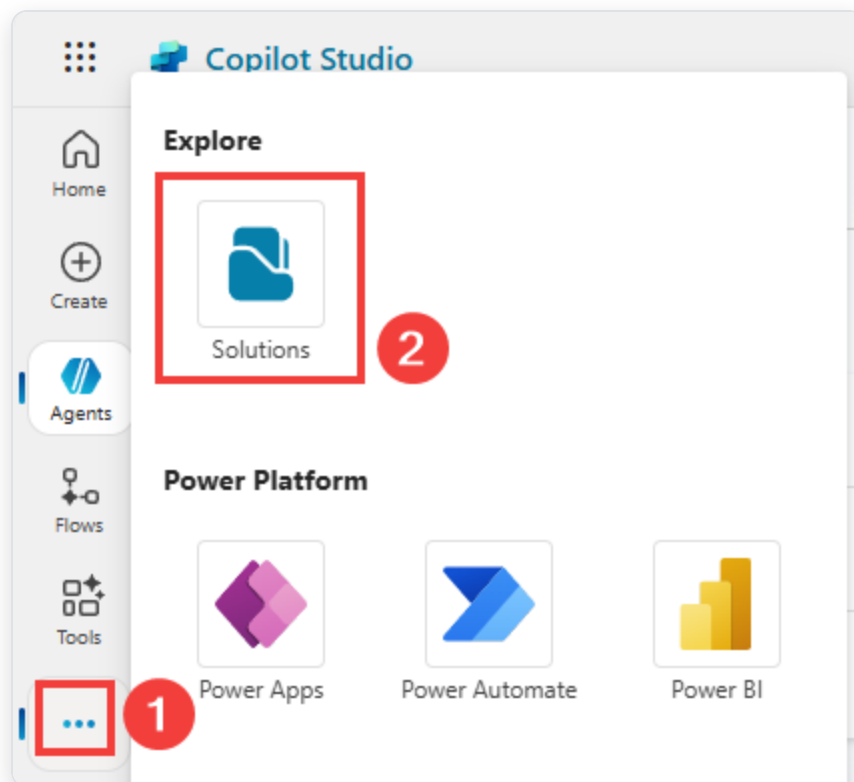 Copilot Studio
Home
Create
Agents
Flows
Tools
1
Explore
Solutions
2
Power Platform
Power Apps
Power Automate
Power BI